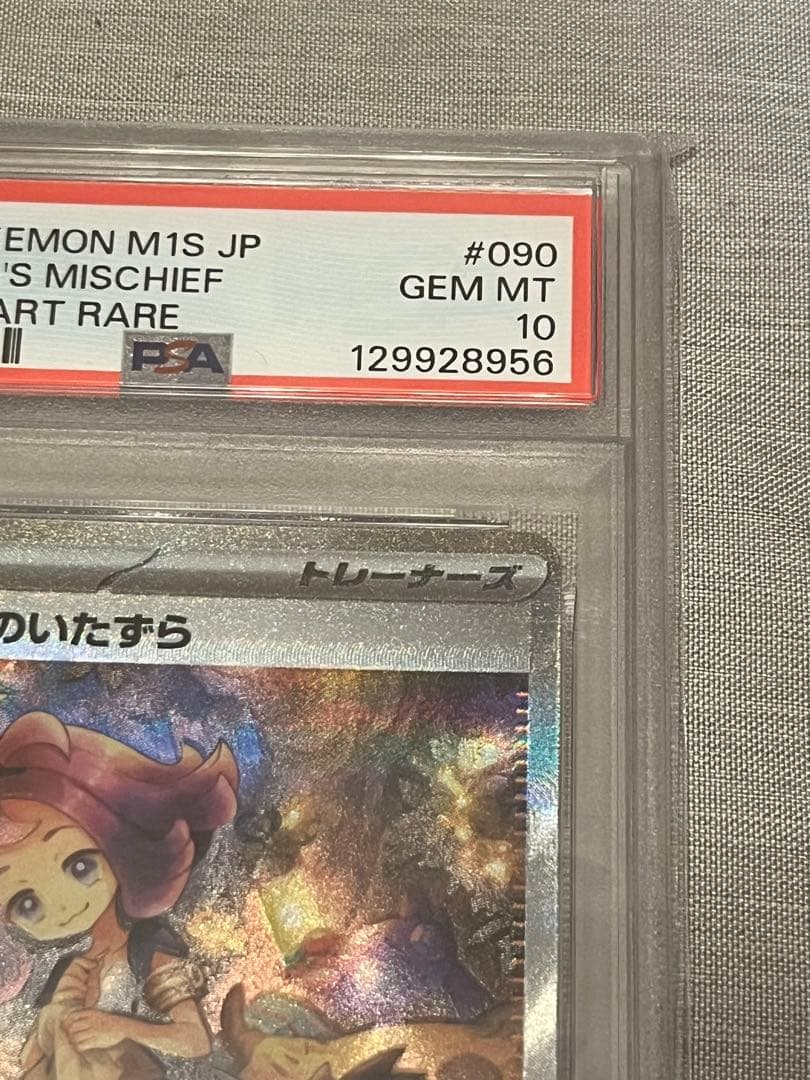 KEMON M1S JP
#090
'S MISCHIEF
GEM MT
ART RARE
10
PSA
129928956
トレーナーズ
のいたずら